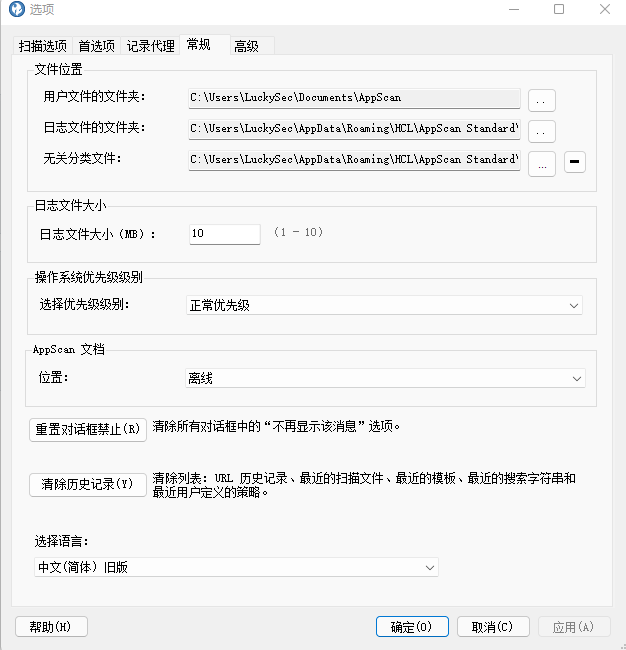 选项
扫描选项 首选项 记录代理 常规 高级
文件位置
用户文件的文件夹: C:\Users\LuckySec\Documents\AppScan ..
日志文件的文件夹: C:\Users\LuckySec\AppData\Roaming\HCL\AppScan Standard\ ..
无关分类文件: C:\Users\LuckySec\AppData\Roaming\HCL\AppScan Standard\ ...
日志文件大小
日志文件大小（MB）: 10 （1 - 10）
操作系统优先级级别
选择优先级级别: 正常优先级
AppScan 文档
位置: 离线
重置对话框禁止(R) 清除所有对话框中的“不再显示该消息”选项。
清除历史记录(Y) 清除列表: URL 历史记录、最近的扫描文件、最近的模板、最近的搜索字符串和
最近用户定义的策略。
选择语言:
中文(简体) 旧版
帮助(H) 确定(O) 取消(C) 应用(A)